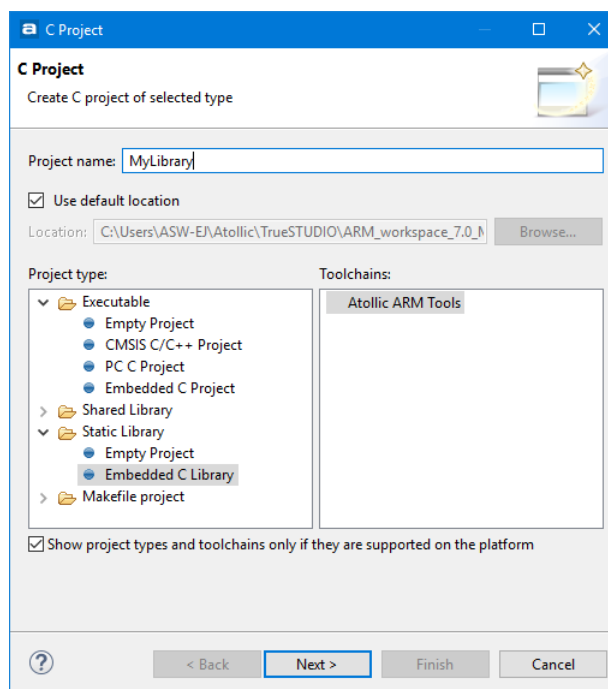 a C Project
C Project
Create C project of selected type
Project name: MyLibrary
Use default location
Location: C:\Users\ASW-EJ\Atollic\TrueSTUDIO\ARM_workspace_7.0_M Browse...
Project type: Toolchains:
Executable Atollic ARM Tools
Empty Project
CMSIS C/C++ Project
PC C Project
Embedded C Project
Shared Library
Static Library
Empty Project
Embedded C Library
Makefile project
Show project types and toolchains only if they are supported on the platform
? < Back Next > Finish Cancel